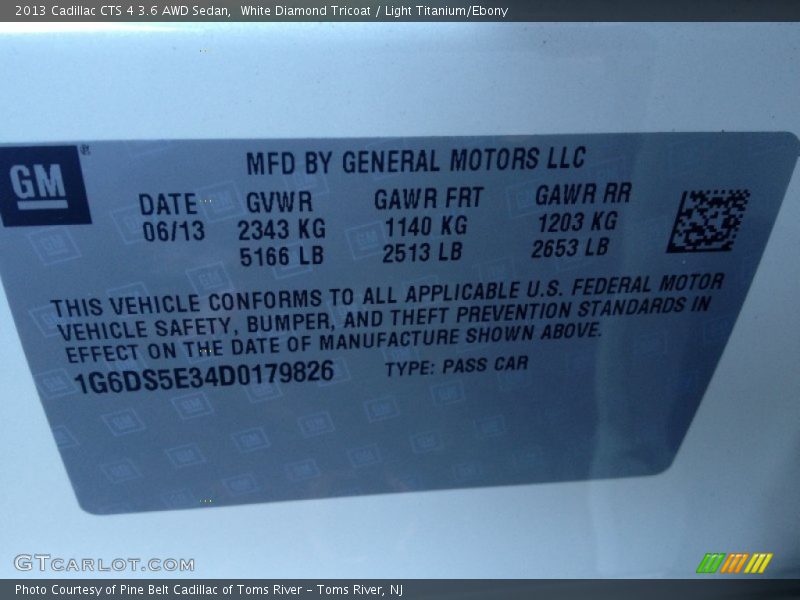 2013 Cadillac CTS 4 3.6 AWD Sedan,  White Diamond Tricoat / Light Titanium/Ebony
GM®
MFD BY GENERAL MOTORS LLC
DATE GVWR GAWR FRT GAWR RR
06/13 2343 KG 1140 KG 1203 KG
5166 LB 2513 LB 2653 LB
THIS VEHICLE CONFORMS TO ALL APPLICABLE U.S. FEDERAL MOTOR
VEHICLE SAFETY, BUMPER, AND THEFT PREVENTION STANDARDS IN
EFFECT ON THE DATE OF MANUFACTURE SHOWN ABOVE.
1G6DS5E34D0179826 TYPE: PASS CAR
GTCARLOT.COM
Photo Courtesy of Pine Belt Cadillac of Toms River – Toms River, NJ